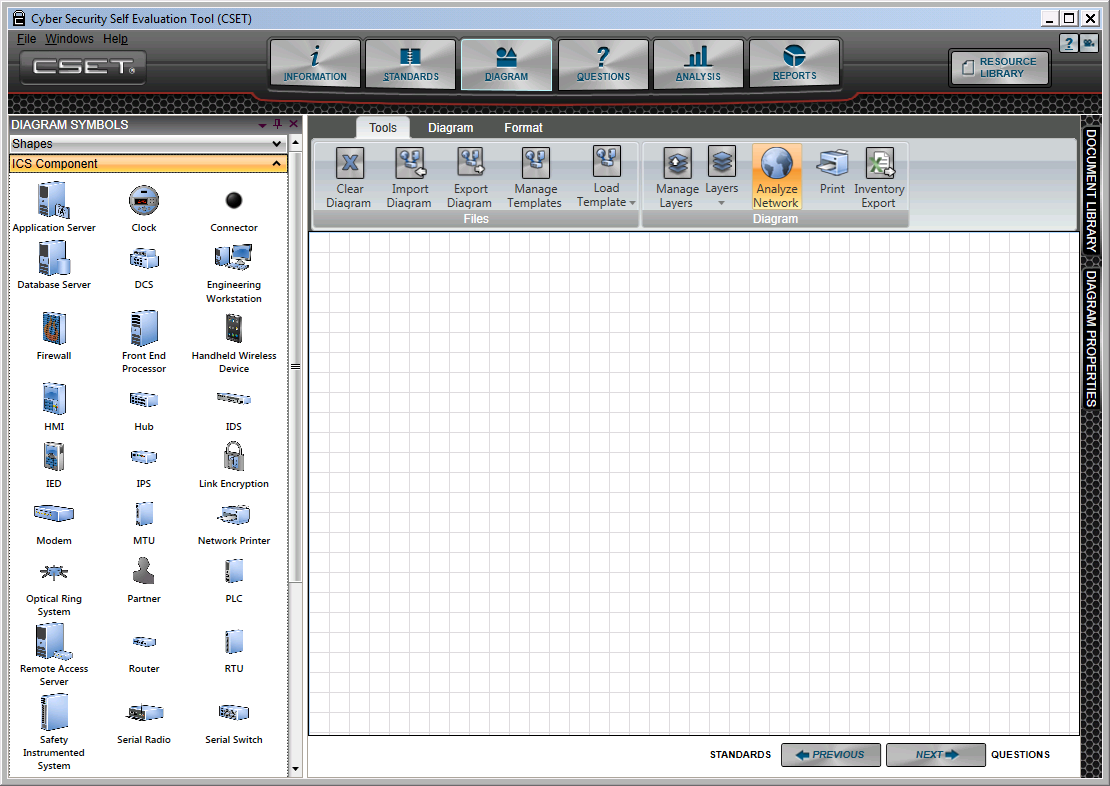 Cyber Security Self Evaluation Tool (CSET)
File Windows Help
CSET
INFORMATION
STANDARDS
DIAGRAM
QUESTIONS
ANALYSIS
REPORTS
RESOURCE
LIBRARY
?
DIAGRAM SYMBOLS
Shapes
ICS Component
Application Server
Clock
Connector
Database Server
DCS
Engineering
Workstation
Firewall
Front End
Processor
Handheld Wireless
Device
HMI
Hub
IDS
IED
IPS
Link Encryption
Modem
MTU
Network Printer
Optical Ring
System
Partner
PLC
Remote Access
Server
Router
RTU
Safety
Instrumented
System
Serial Radio
Serial Switch
Tools
Diagram
Format
Clear
Diagram
Import
Diagram
Export
Diagram
Manage
Templates
Load
Template
Files
Manage
Layers
Layers
Analyze
Network
Print
Inventory
Export
Diagram
DOCUMENT LIBRARY
DIAGRAM PROPERTIES
STANDARDS
PREVIOUS
NEXT
QUESTIONS